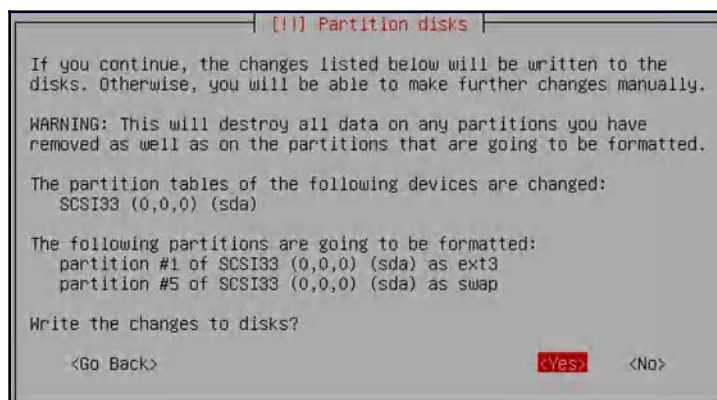 [!!] Partition disks
If you continue, the changes listed below will be written to the
disks. Otherwise, you will be able to make further changes manually.
WARNING: This will destroy all data on any partitions you have
removed as well as on the partitions that are going to be formatted.
The partition tables of the following devices are changed:
SCSI33 (0,0,0) (sda)
The following partitions are going to be formatted:
partition #1 of SCSI33 (0,0,0) (sda) as ext3
partition #5 of SCSI33 (0,0,0) (sda) as swap
Write the changes to disks?
<Go Back> <Yes> <No>